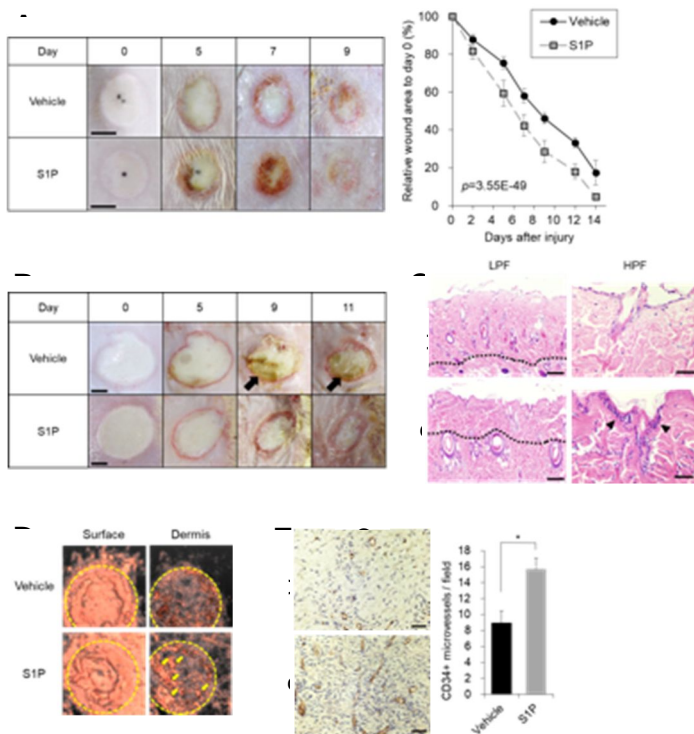 Day 0 5 7 9
Vehicle
S1P
Relative wound area to day 0 (%)
100
80
60
40
20
0
Vehicle
S1P
p=3.55E-49
0 2 4 6 8 10 12 14
Days after injury
Day 0 5 9 11
Vehicle
S1P
LPF HPF
Surface Dermis
Vehicle
S1P
CD34+ microvessels / field
18
16
14
12
10
8
6
4
2
0
*
Vehicle
S1P